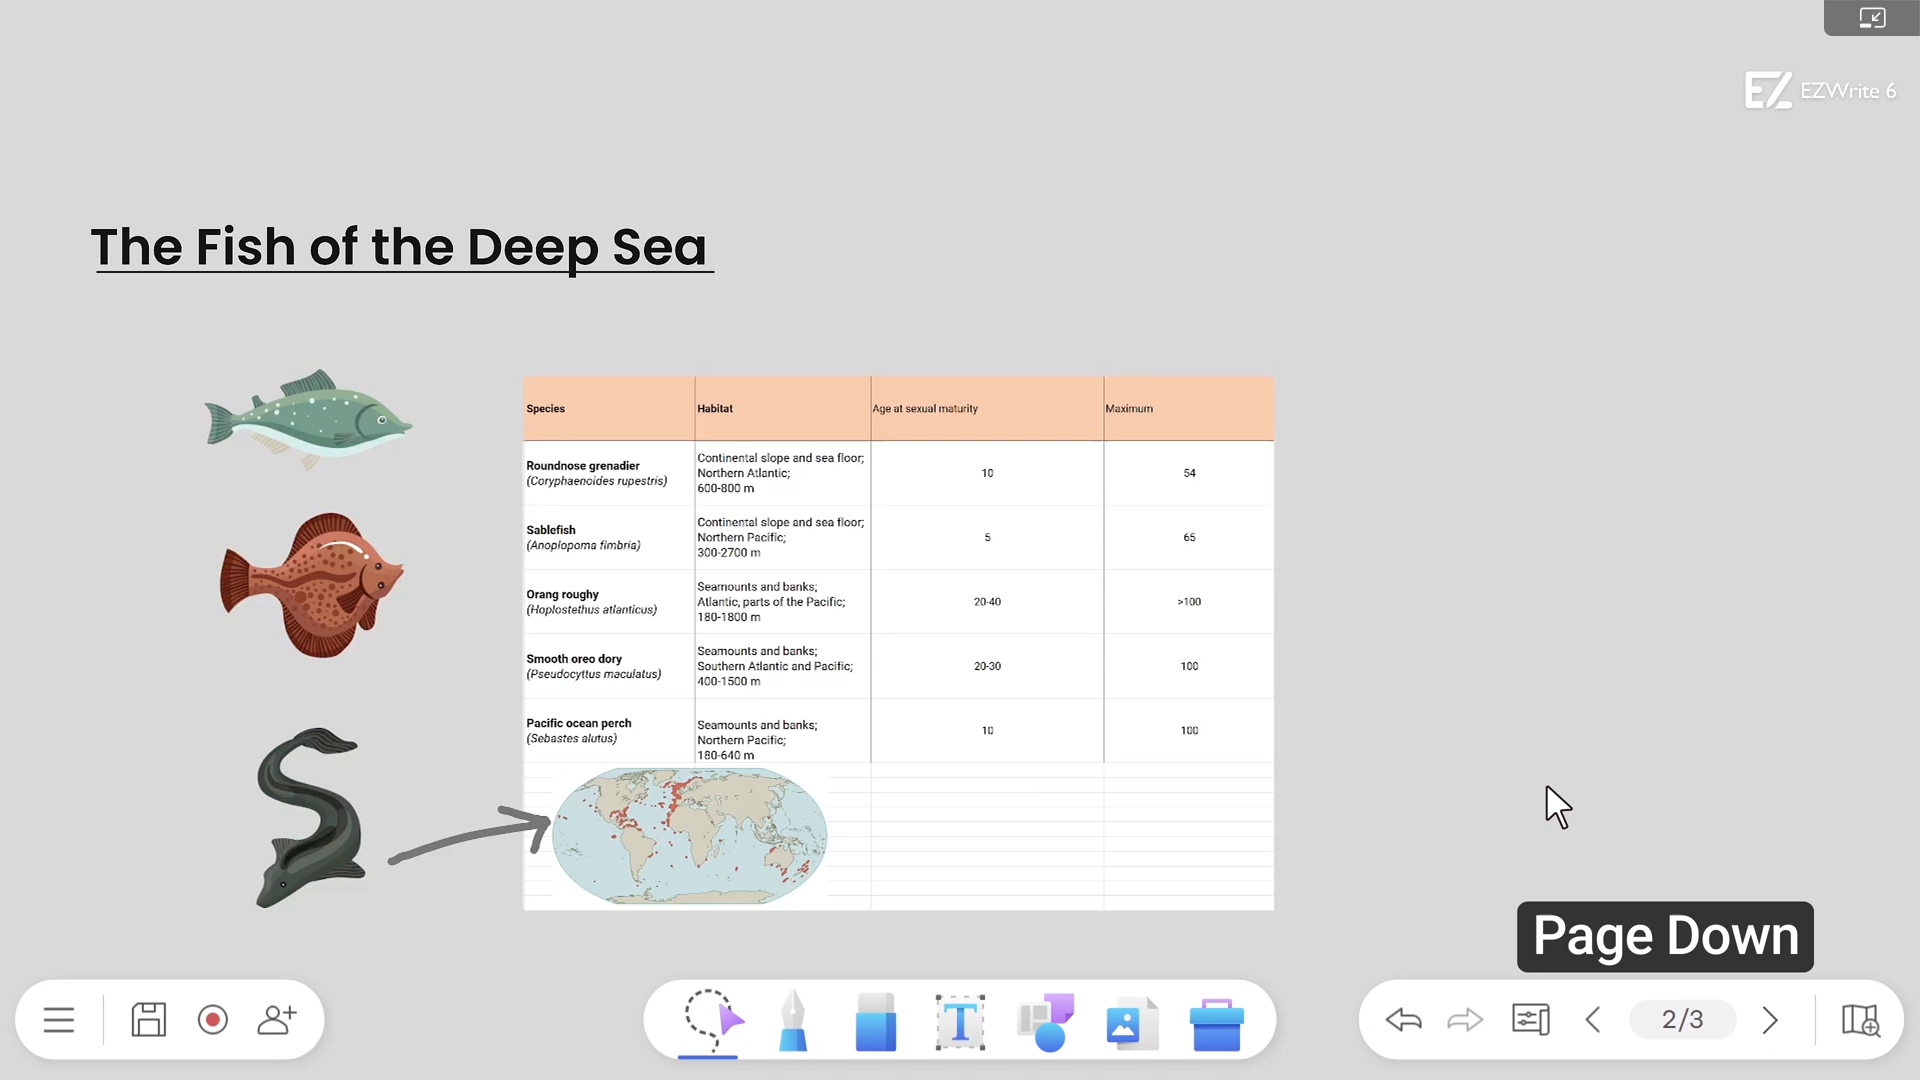 EZWrite 6
The Fish of the Deep Sea
Species Habitat Age at sexual maturity Maximum
Roundnose grenadier
(Coryphaenoides rupestris)
Continental slope and sea floor;
Northern Atlantic;
600-800 m
10
54
Sablefish
(Anoplopoma fimbria)
Continental slope and sea floor;
Northern Pacific;
300-2700 m
5
65
Orang roughy
(Hoplostethus atlanticus)
Seamounts and banks;
Atlantic, parts of the Pacific;
180-1800 m
20-40
>100
Smooth oreo dory
(Pseudocyttus maculatus)
Seamounts and banks;
Southern Atlantic and Pacific;
400-1500 m
20-30
100
Pacific ocean perch
(Sebastes alutus)
Seamounts and banks;
Northern Pacific;
180-640 m
10
100
Page Down
T
2/3